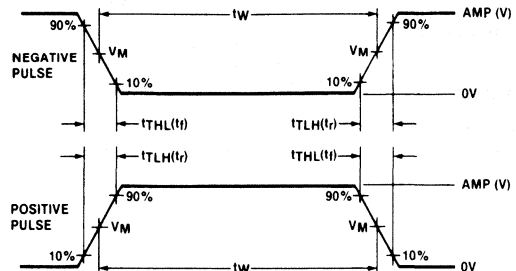 tW
AMP (V)
90%
90%
NEGATIVE
PULSE
VM
VM
10%
10%
0V
tTHL(tf)
tTLH(tr)
tTLH(tr)
tTHL(tf)
AMP (V)
90%
90%
POSITIVE
PULSE
VM
VM
10%
10%
tW
0V